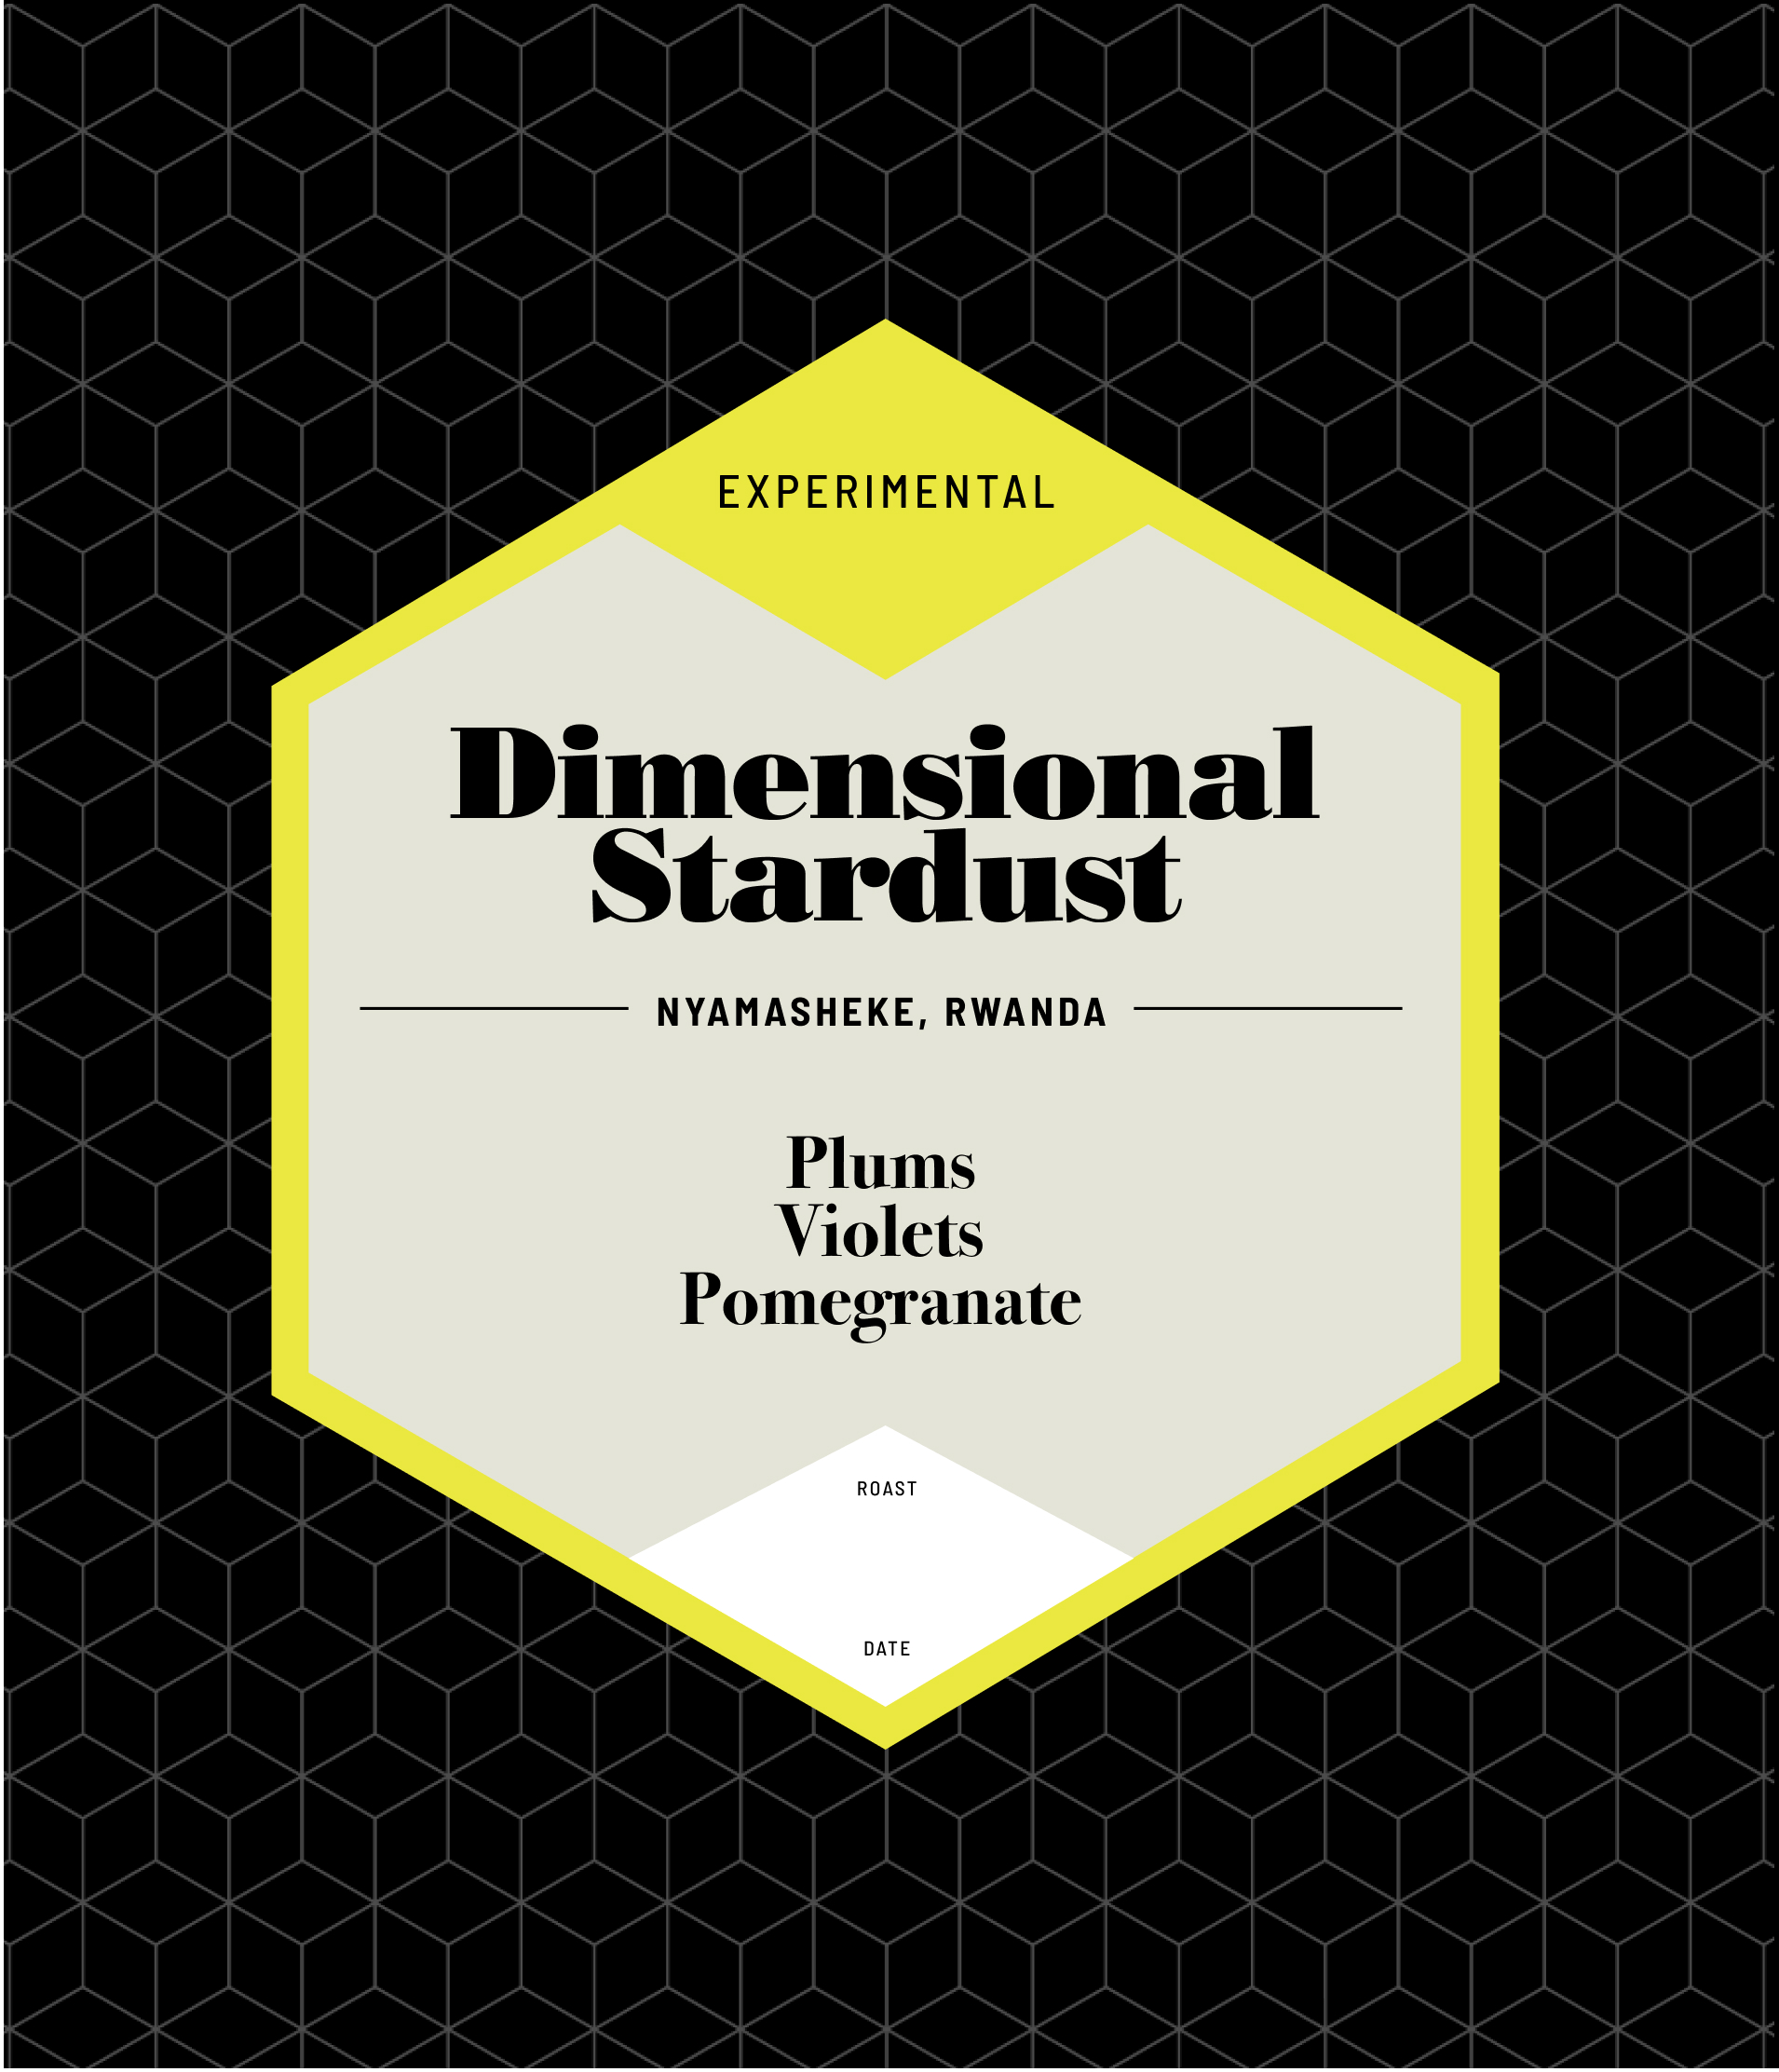 EXPERIMENTAL
Dimensional
Stardust
NYAMASHEKE, RWANDA
Plums
Violets
Pomegranate
ROAST
DATE